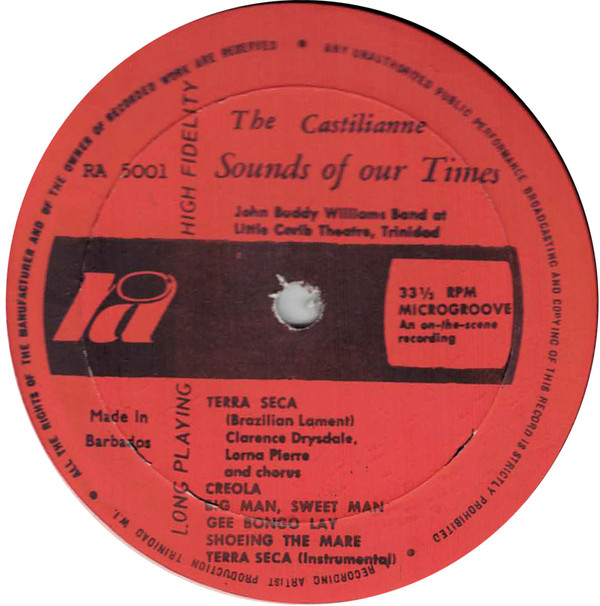 ALL THE RIGHTS OF THE MANUFACTURER AND OF THE OWNER OF RECORDED WORK ARE RESERVED • ANY UNAUTHORIZED PUBLIC PERFORMANCE BROADCASTING AND COPYING OF THIS RECORD IS STRICTLY PROHIBITED
• RECORDING ARTIST PRODUCTION TRINIDAD W.I. •
The Castilianne
RA 5001
Sounds of our Times
HIGH FIDELITY
John Buddy Williams Band at
Little Carib Theatre, Trinidad
ra
33⅓ RPM
MICROGROOVE
An on-the-scene
recording
LONG PLAYING
Made In
Barbados
TERRA SECA
(Brazilian Lament)
Clarence Drysdale,
Lorna Pierre
and chorus
CREOLA
BIG MAN, SWEET MAN
GEE BONGO LAY
SHOEING THE MARE
TERRA SECA (Instrumental)